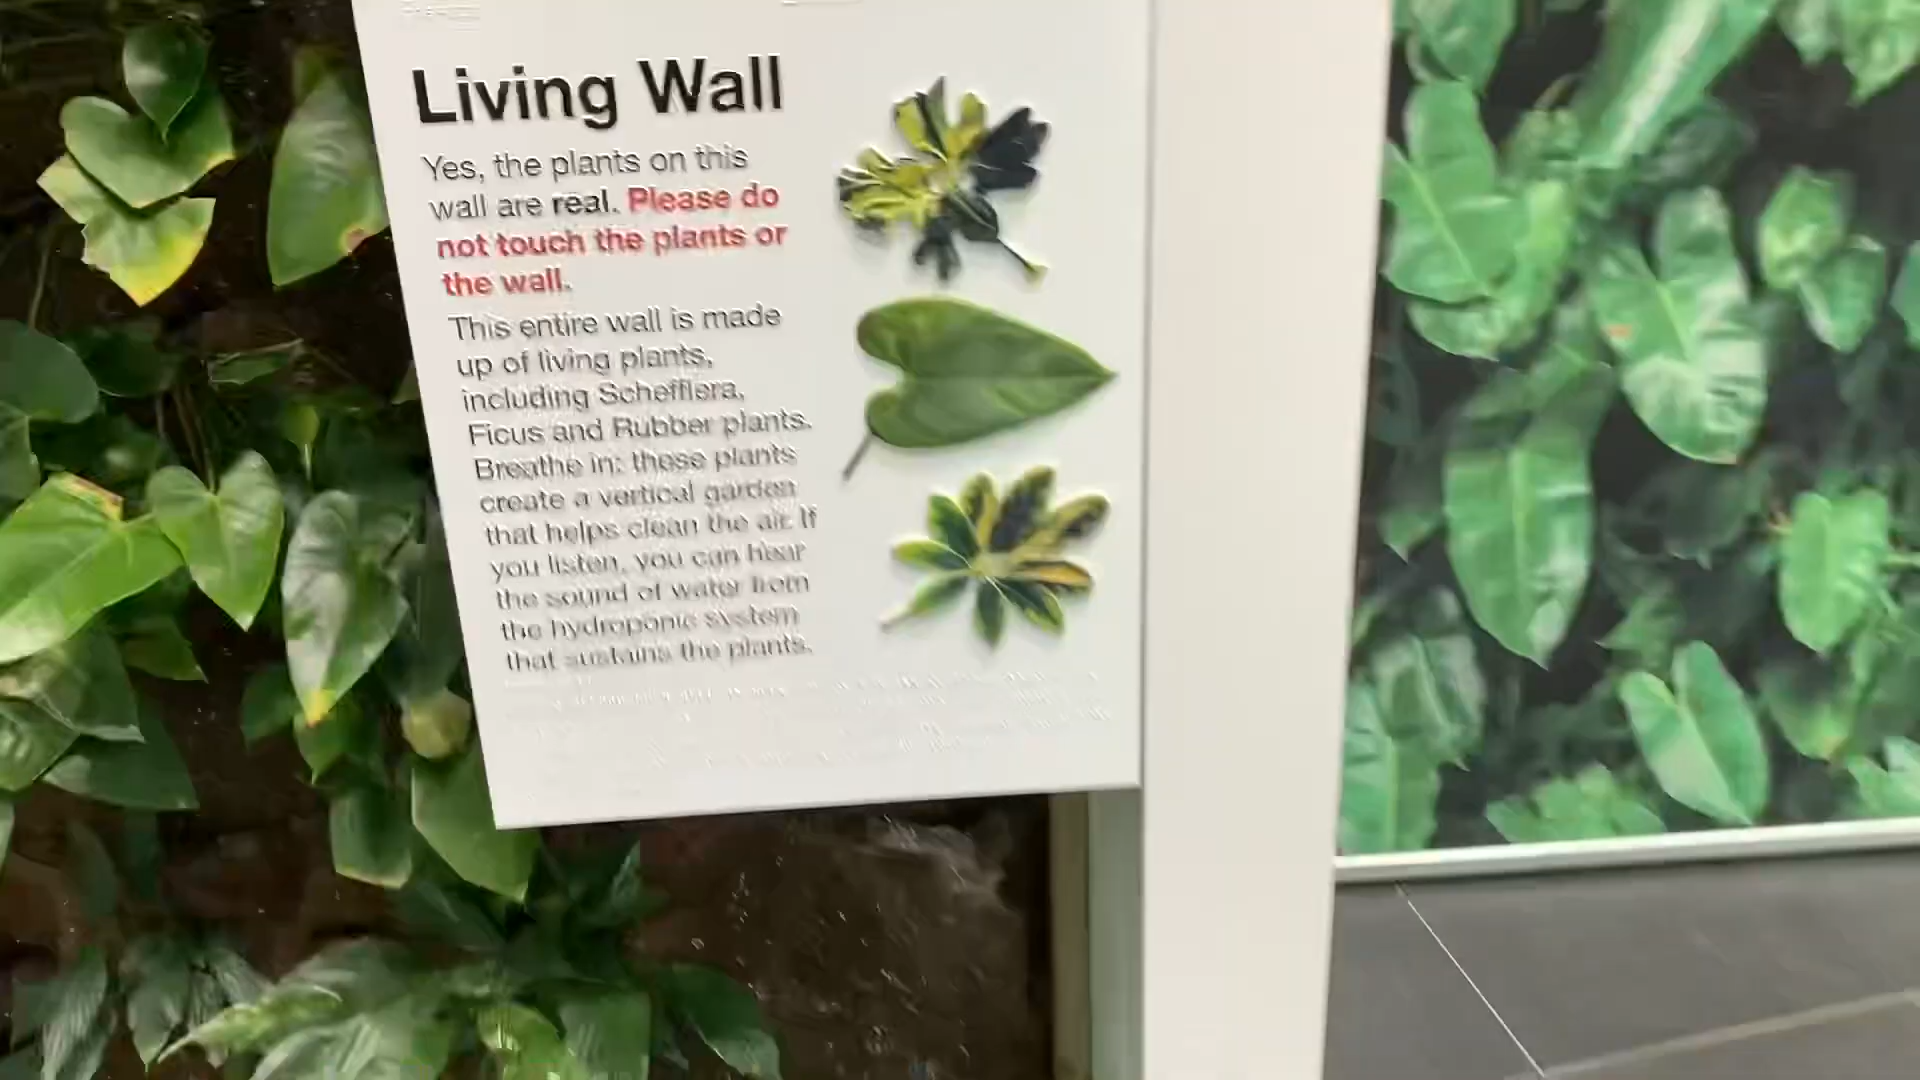 Living Wall
Yes, the plants on this
wall are real. Please do
not touch the plants or
the wall.
This entire wall is made
up of living plants,
including Schefflera,
Ficus and Rubber plants.
Breathe in: these plants
create a vertical garden
that helps clean the air. If
you listen, you can hear
the sound of water from
the hydroponic system
that sustains the plants.